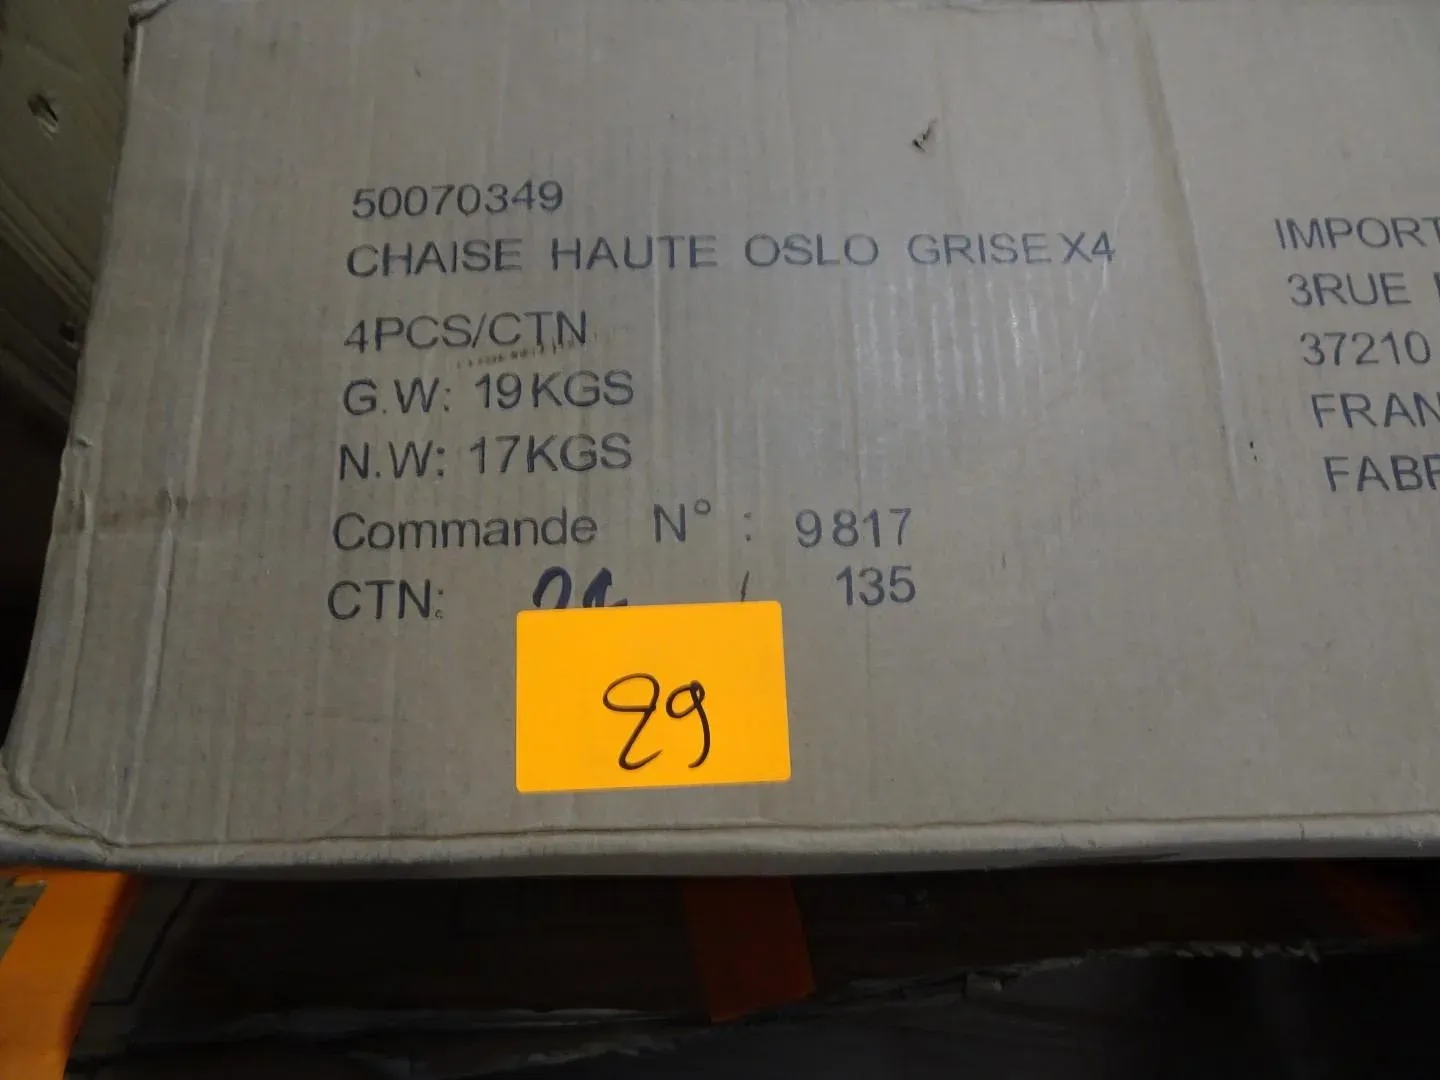 50070349
CHAISE HAUTE OSLO GRISE X4
4PCS/CTN
G.W: 19KGS
N.W: 17KGS
Commande N° : 9817
CTN: / 135
29
IMPORT
3RUE
37210
FRAN
FABR